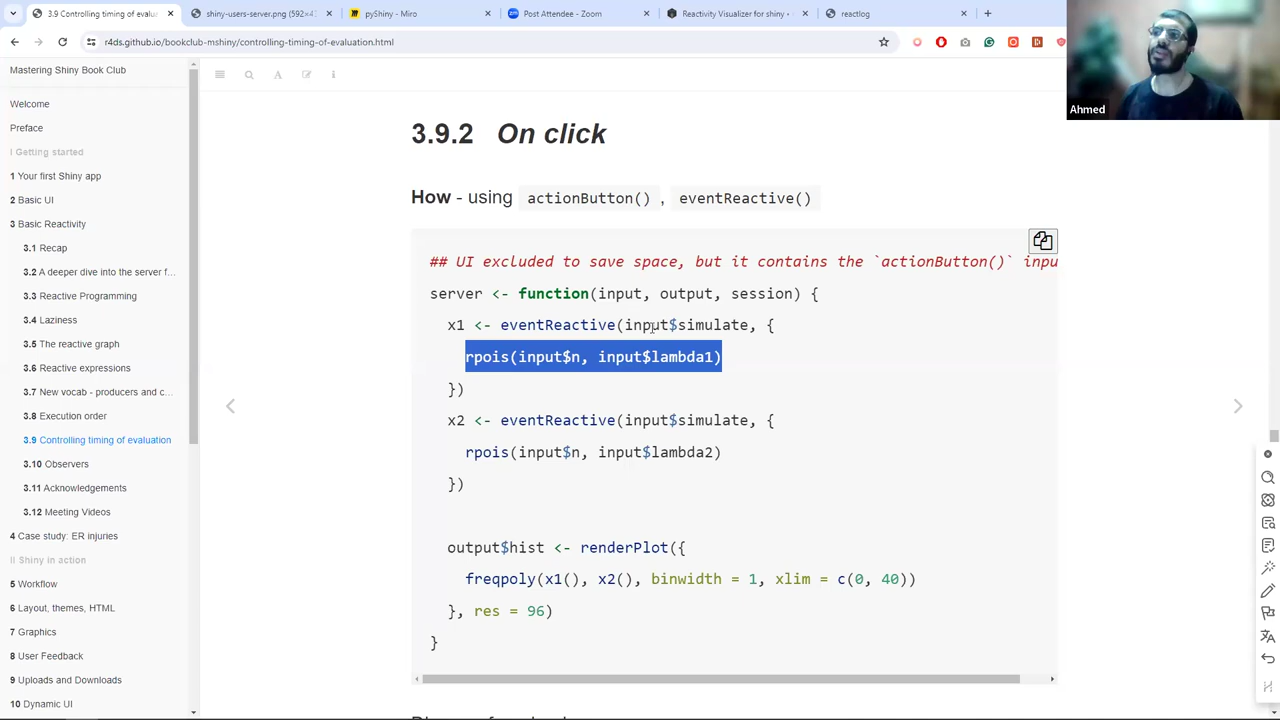 3.9 Controlling timing of evalua
shiny-users-server.png (592×43
pyShiny - Miro
Post Attendee - Zoom
Reactivity Visualizer for shiny •
reactlog
r4ds.github.io/bookclub-mshiny/controlling-timing-of-evaluation.html
Ahmed
Mastering Shiny Book Club
Welcome
Preface
I Getting started
1 Your first Shiny app
2 Basic UI
3 Basic Reactivity
3.1 Recap
3.2 A deeper dive into the server f...
3.3 Reactive Programming
3.4 Laziness
3.5 The reactive graph
3.6 Reactive expressions
3.7 New vocab - producers and c...
3.8 Execution order
3.9 Controlling timing of evaluation
3.10 Observers
3.11 Acknowledgements
3.12 Meeting Videos
4 Case study: ER injuries
II Shiny in action
5 Workflow
6 Layout, themes, HTML
7 Graphics
8 User Feedback
9 Uploads and Downloads
10 Dynamic UI
3.9.2 On click
How - using actionButton() , eventReactive()
## UI excluded to save space, but it contains the `actionButton()` inpu
server <- function(input, output, session) {
x1 <- eventReactive(input$simulate, {
rpois(input$n, input$lambda1)
})
x2 <- eventReactive(input$simulate, {
rpois(input$n, input$lambda2)
})
output$hist <- renderPlot({
freqpoly(x1(), x2(), binwidth = 1, xlim = c(0, 40))
}, res = 96)
}